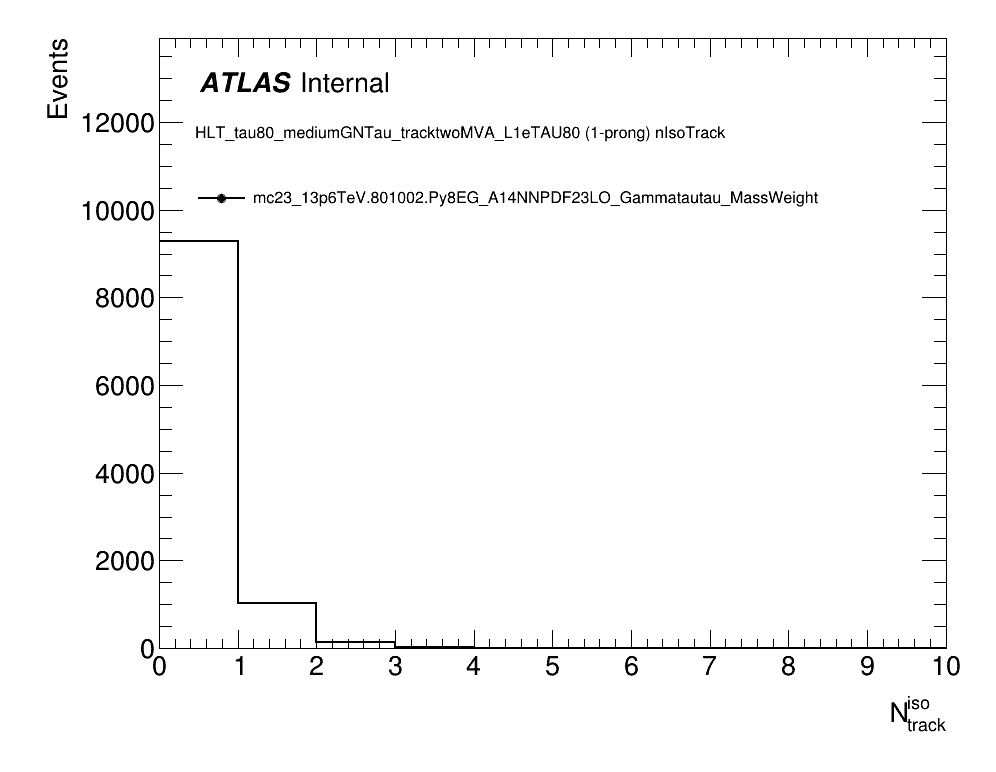 Events
ATLAS Internal
HLT_tau80_mediumGNTau_tracktwoMVA_L1eTAU80 (1-prong) nIsoTrack
mc23_13p6TeV.801002.Py8EG_A14NNPDF23LO_Gammatautau_MassWeight
12000
10000
8000
6000
4000
2000
0
0 1 2 3 4 5 6 7 8 9 10
N iso track